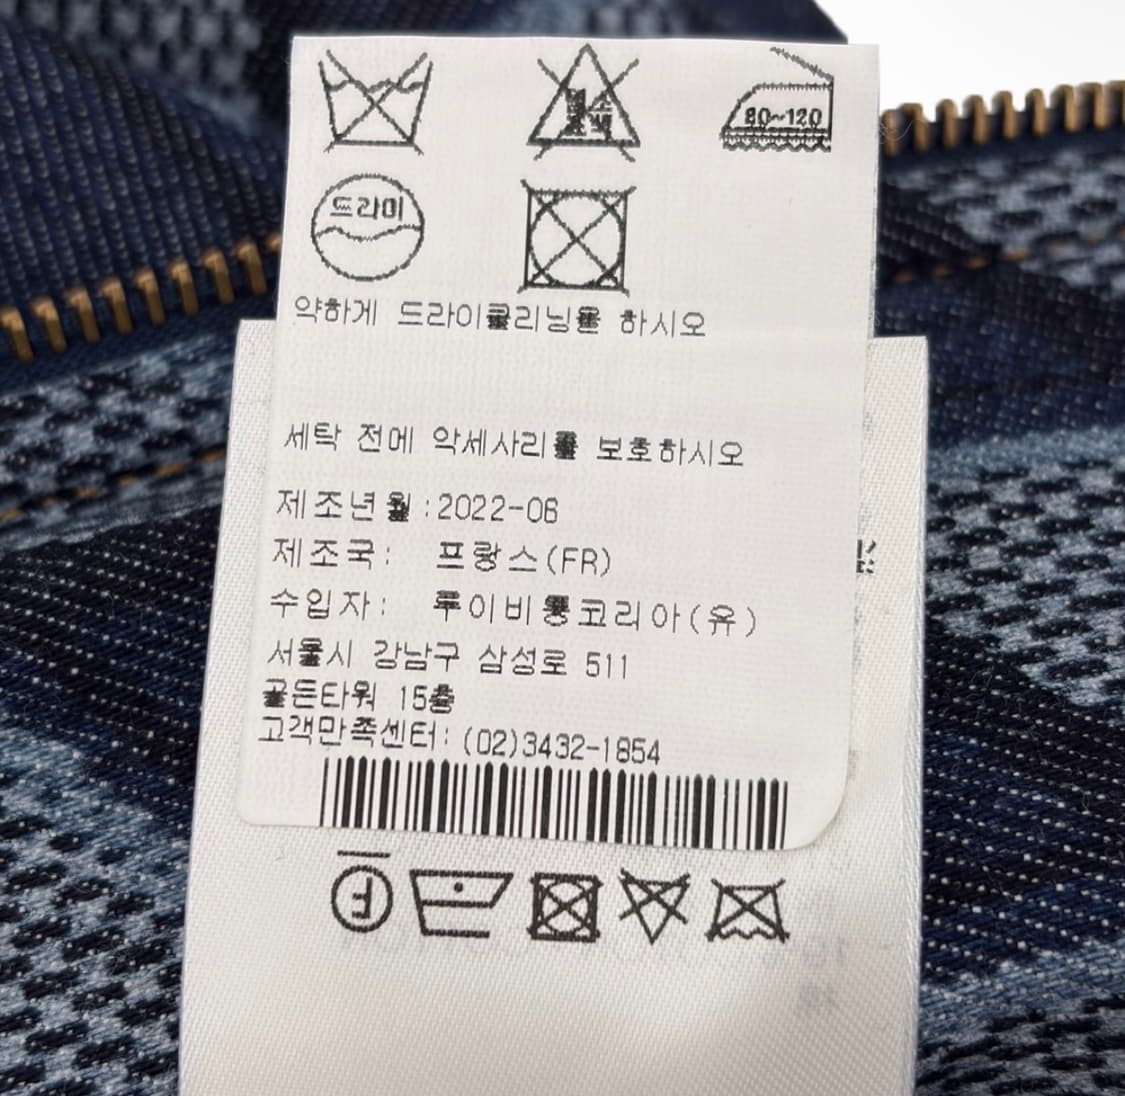 염소
표백
80~120
드라이
약하게 드라이클리닝을 하시오
세탁 전에 악세사리를 보호하시오
제조년월:2022-06
제조국: 프랑스(FR)
수입자: 루이비통코리아(유)
서울시 강남구 삼성로 511
골든타워 15층
고객만족센터: (02)3432-1854
F